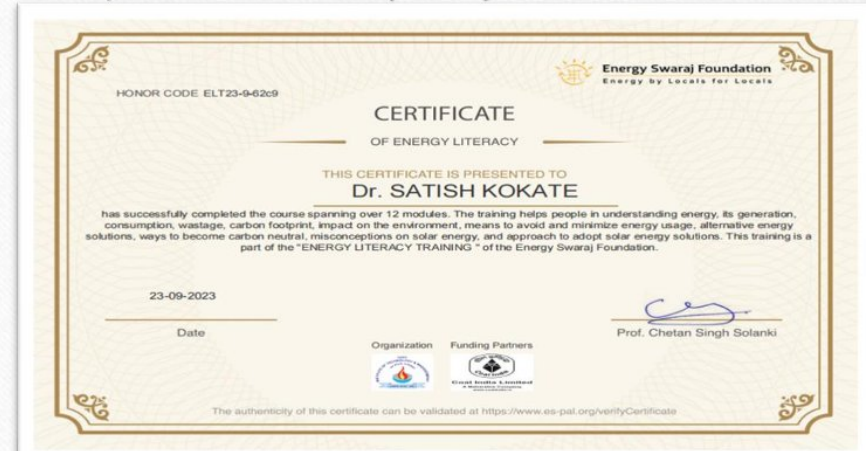 Energy Swaraj Foundation
Energy by Locals for Locals
HONOR CODE ELT23-9-62c9
CERTIFICATE
OF ENERGY LITERACY
THIS CERTIFICATE IS PRESENTED TO
Dr. SATISH KOKATE
has successfully completed the course spanning over 12 modules. The training helps people in understanding energy, its generation,
consumption, wastage, carbon footprint, impact on the environment, means to avoid and minimize energy usage, alternative energy
solutions, ways to become carbon neutral, misconceptions on solar energy, and approach to adopt solar energy solutions. This training is a
part of the "ENERGY LITERACY TRAINING " of the Energy Swaraj Foundation.
23-09-2023
Date
Prof. Chetan Singh Solanki
Organization Funding Partners
Coal India Limited
The authenticity of this certificate can be validated at https://www.es-pal.org/verifyCertificate